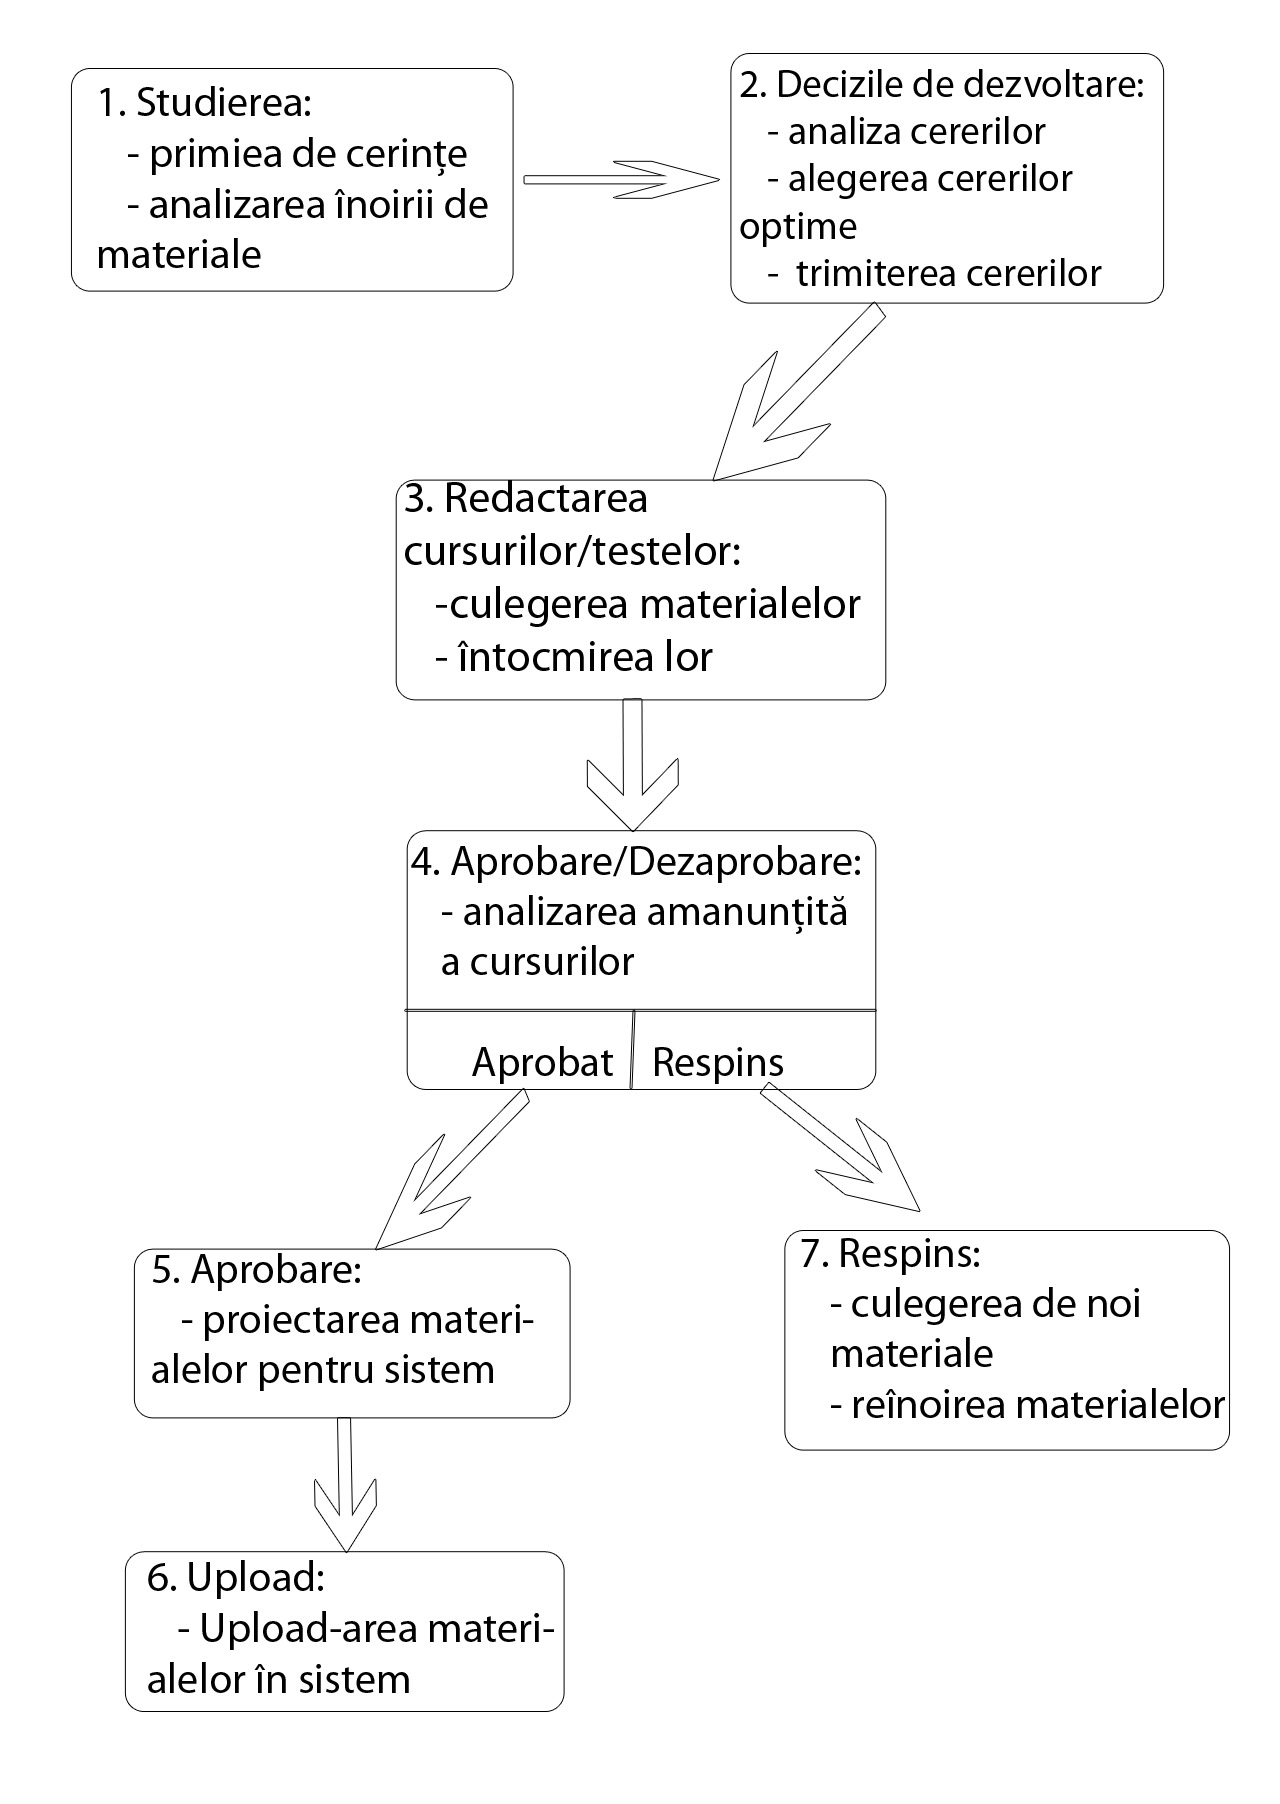 1. Studierea:
- primiea de cerințe
- analizarea înoirii de
materiale
2. Decizile de dezvoltare:
- analiza cererilor
- alegerea cererilor
optime
- trimiterea cererilor
3. Redactarea
cursurilor/testelor:
-culegerea materialelor
- întocmirea lor
4. Aprobare/Dezaprobare:
- analizarea amanunțită
a cursurilor
Aprobat
Respins
5. Aprobare:
- proiectarea materi-
alelor pentru sistem
7. Respins:
- culegerea de noi
materiale
- reînoirea materialelor
6. Upload:
- Upload-area materi-
alelor în sistem